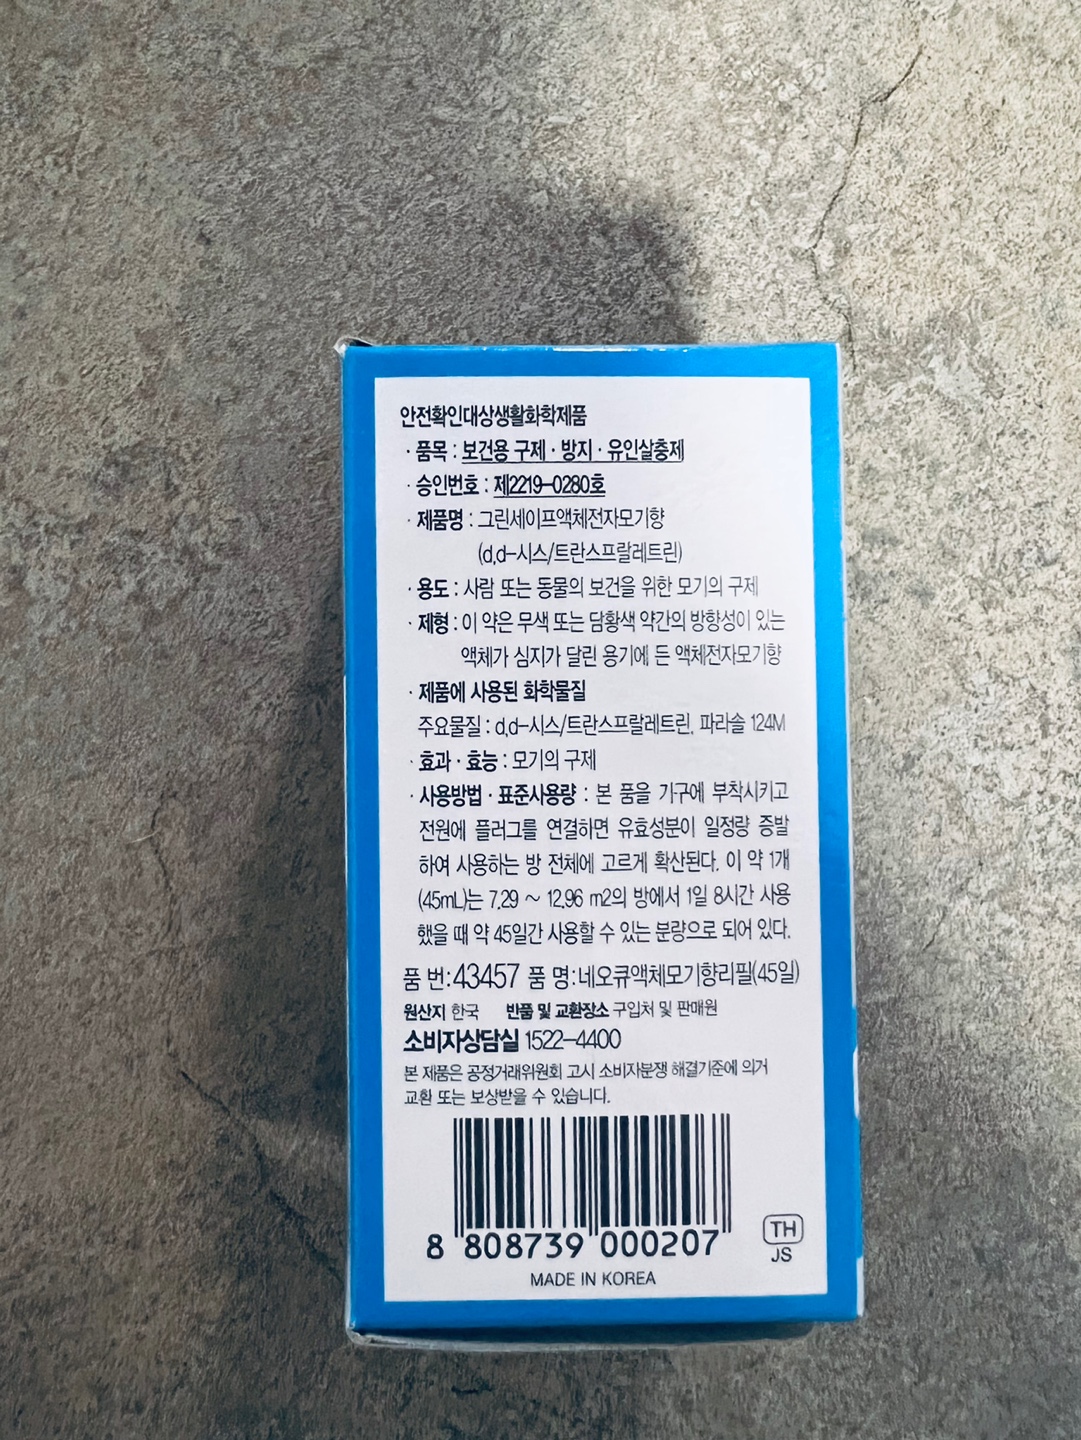 안전확인대상생활화학제품
· 품목 : 보건용 구제 · 방지 · 유인살충제
· 승인번호 : 제2219-0280호
· 제품명 : 그린세이프액체전자모기향
(d,d-시스/트란스프랄레트린)
· 용도 : 사람 또는 동물의 보건을 위한 모기의 구제
· 제형 : 이 약은 무색 또는 담황색 약간의 방향성이 있는
액체가 심지가 달린 용기에 든 액체전자모기향
· 제품에 사용된 화학물질
주요물질 : d,d-시스/트란스프랄레트린, 파라솔 124M
· 효과 · 효능 : 모기의 구제
· 사용방법 · 표준사용량 : 본 품을 기구에 부착시키고
전원에 플러그를 연결하면 유효성분이 일정량 증발
하여 사용하는 방 전체에 고르게 확산된다. 이 약 1개
(45mL)는 7.29 ~ 12.96 m2의 방에서 1일 8시간 사용
했을 때 약 45일간 사용할 수 있는 분량으로 되어 있다.
품 번:43457 품 명:네오큐액체모기향리필(45일)
원산지 한국 반품 및 교환장소 구입처 및 판매원
소비자상담실 1522-4400
본 제품은 공정거래위원회 고시 소비자분쟁 해결기준에 의거
교환 또는 보상받을 수 있습니다.
8 808739 000207
TH
JS
MADE IN KOREA